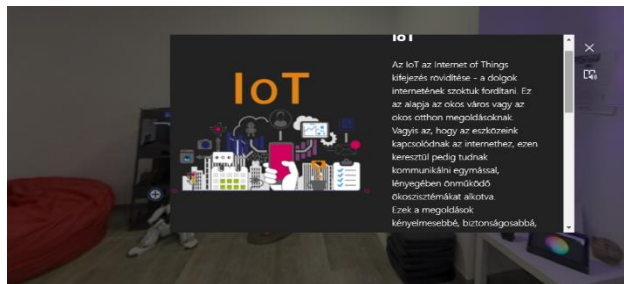 IoT
IoT
Az IoT az Internet of Things
kifejezés rövidítése - a dolgok
internetének szoktuk fordítani. Ez
az alapja az okos város vagy az
okos otthon megoldásoknak.
Vagyis az, hogy az eszközeink
kapcsolódnak az internethez, ezen
keresztül pedig tudnak
kommunikálni egymással,
lényegében önműködő
ökoszisztémákat alkotva.
Ezek a megoldások
kényelmesebbé, biztonságosabbá,